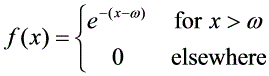 f(x) = { e^{-(x-ω)} for x > ω
0 elsewhere